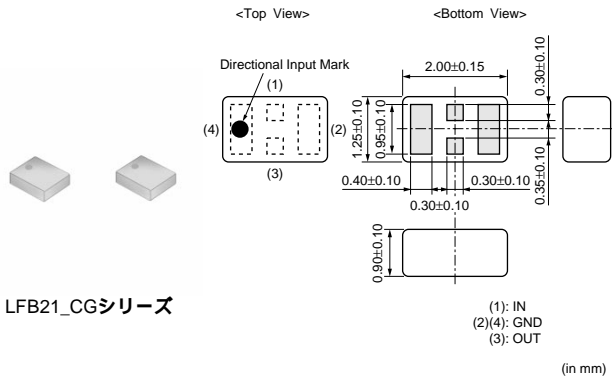 <Top View>
<Bottom View>
Directional Input Mark
(1)
(4)
(2)
(3)
2.00±0.15
0.30±0.10
1.25±0.10
0.95±0.10
0.35±0.10
0.40±0.10
0.30±0.10
0.30±0.10
0.90±0.10
LFB21_CGシリーズ
(1): IN
(2)(4): GND
(3): OUT
(in mm)